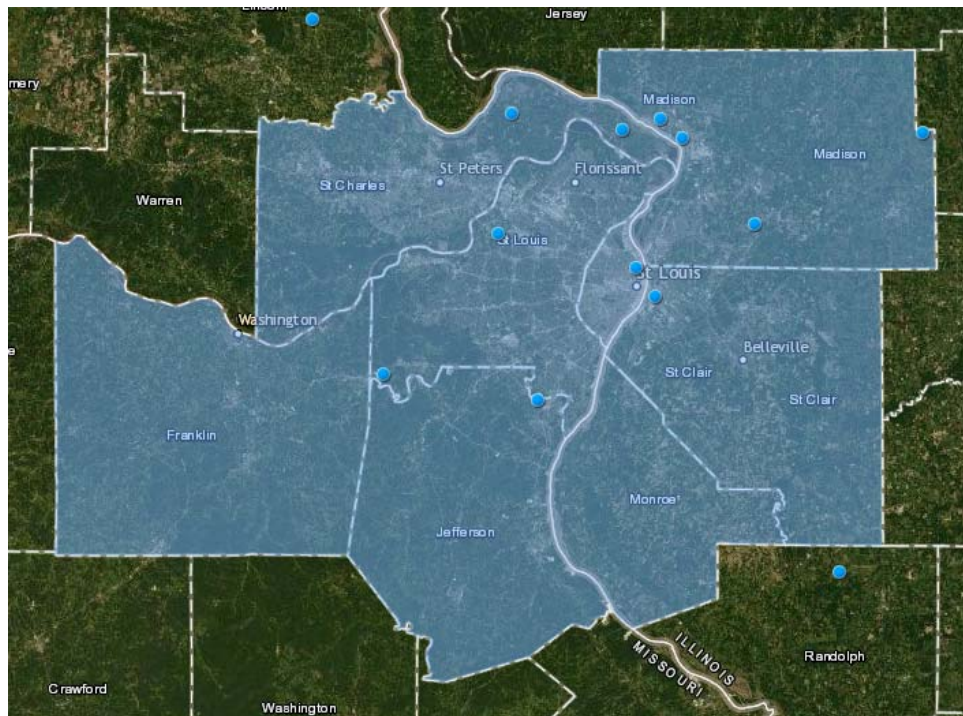 Jersey
Madison
Madison
St Peters
Florissant
St Charles
Warren
St Louis
St Louis
Washington
Belleville
St Clair
St Clair
Franklin
Monroe
Jefferson
ILLINOIS
MISSOURI
Randolph
Crawford
Washington